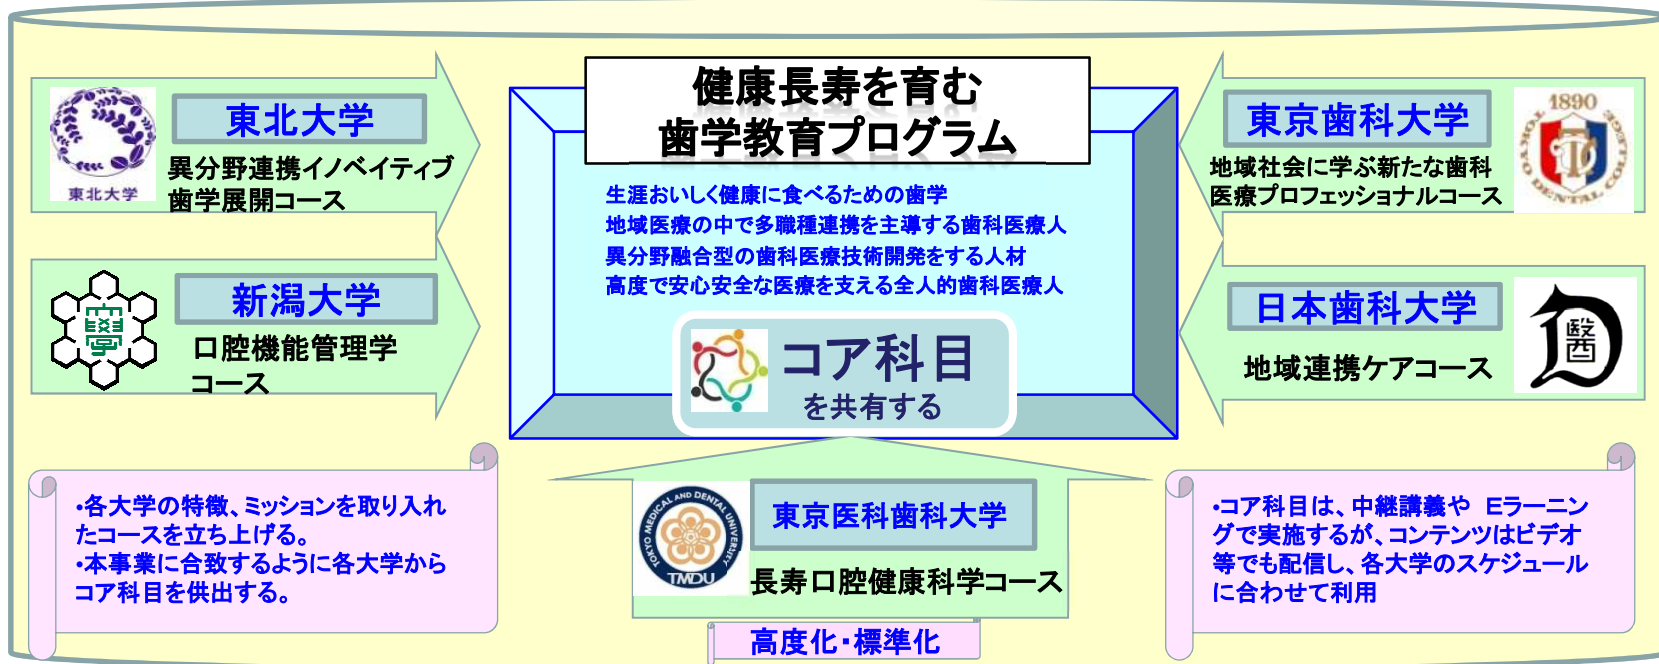 健康長寿を育む
歯学教育プログラム
生涯おいしく健康に食べるための歯学
地域医療の中で多職種連携を主導する歯科医療人
異分野融合型の歯科医療技術開発をする人材
高度で安心安全な医療を支える全人的歯科医療人
コア科目
を共有する
東北大学
東北大学
異分野連携イノベイティブ
歯学展開コース
新潟大学
口腔機能管理学
コース
東京歯科大学
地域社会に学ぶ新たな歯科
医療プロフェッショナルコース
1890
TOKYO DENTAL COLLEGE
日本歯科大学
地域連携ケアコース
醫
東京医科歯科大学
長寿口腔健康科学コース
TOKYO MEDICAL AND DENTAL UNIVERSITY
TMDU
高度化・標準化
・各大学の特徴、ミッションを取り入れ
たコースを立ち上げる。
・本事業に合致するように各大学から
コア科目を供出する。
・コア科目は、中継講義や Eラーニン
グで実施するが、コンテンツはビデオ
等でも配信し、各大学のスケジュール
に合わせて利用